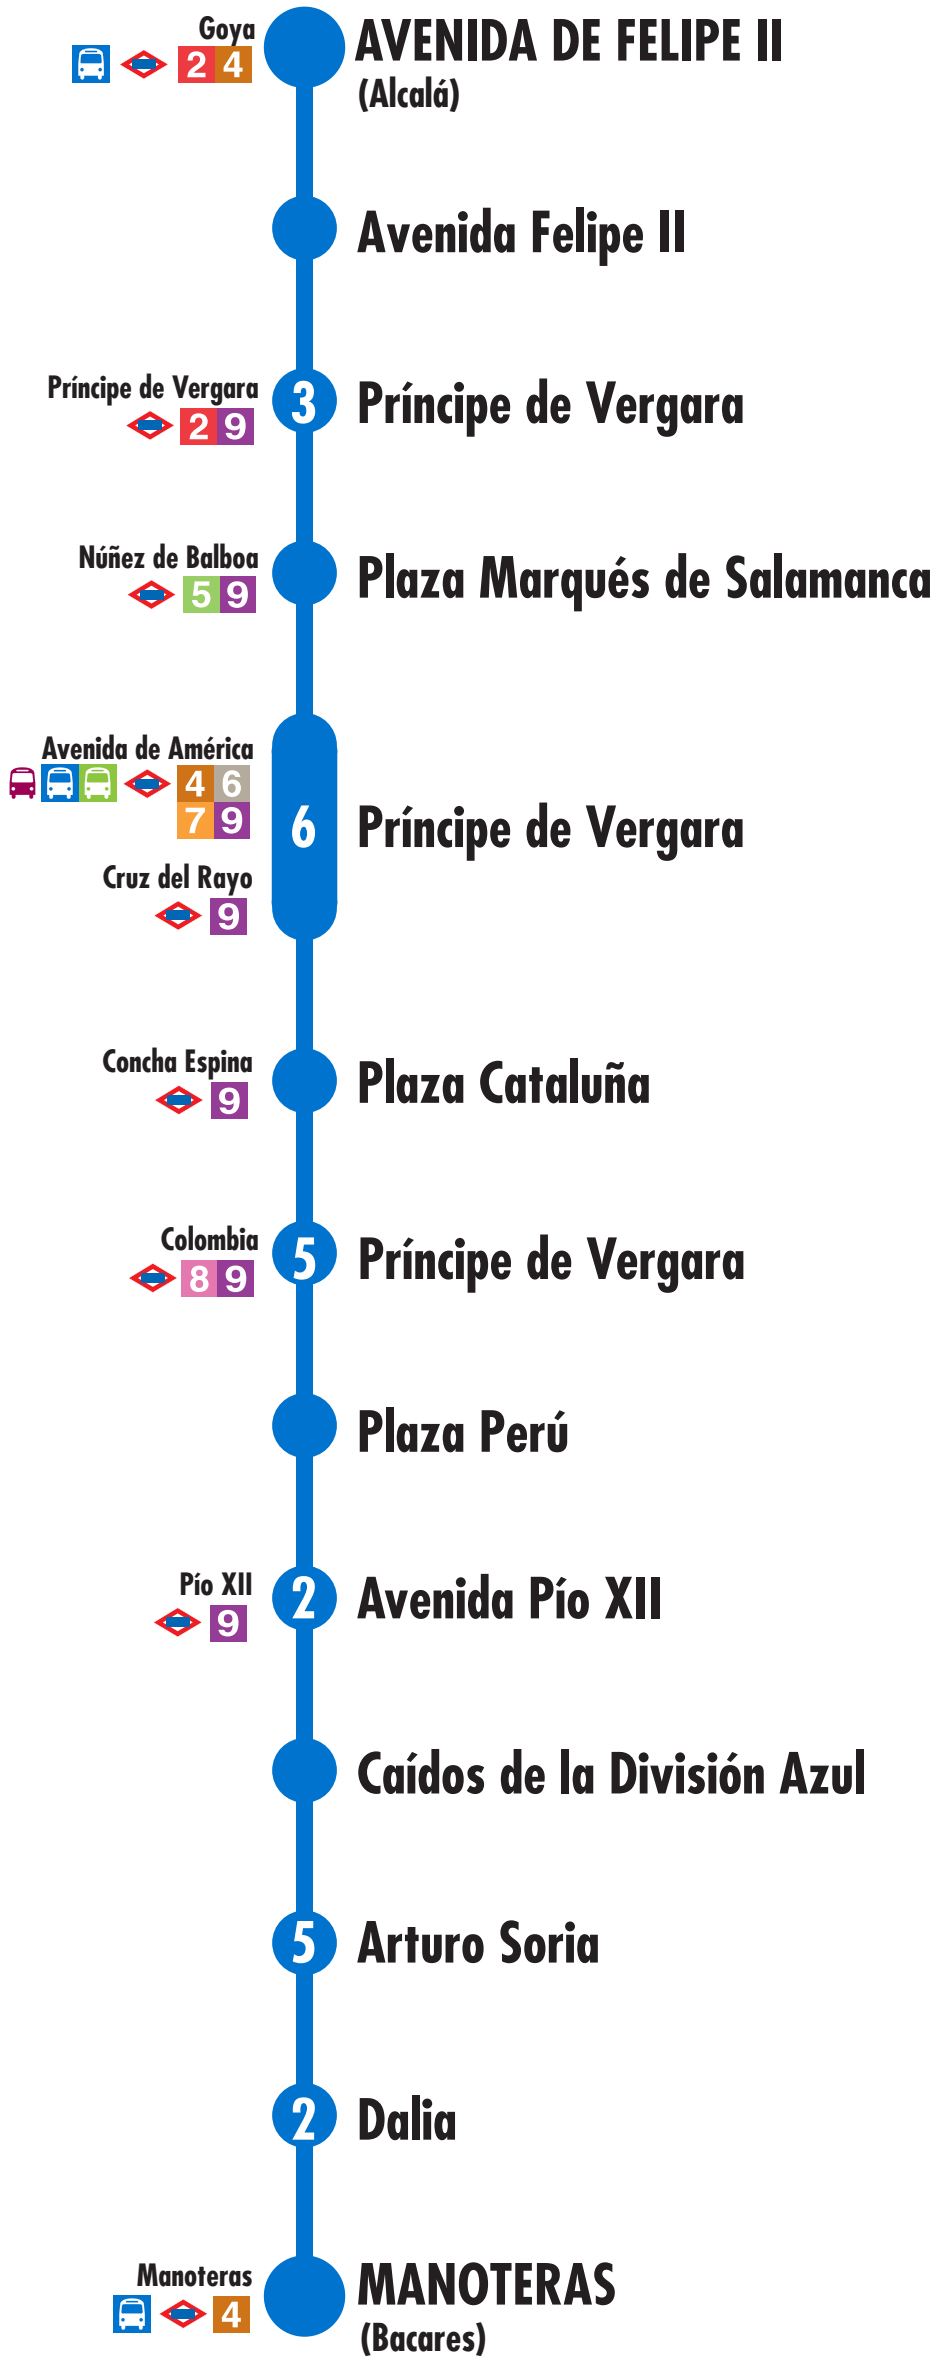 Goya
2 4
AVENIDA DE FELIPE II
(Alcalá)
Avenida Felipe II
Príncipe de Vergara
2 9
3
Príncipe de Vergara
Núñez de Balboa
5 9
Plaza Marqués de Salamanca
Avenida de América
4 6
7 9
Cruz del Rayo
9
6
Príncipe de Vergara
Concha Espina
9
Plaza Cataluña
Colombia
8 9
5
Príncipe de Vergara
Plaza Perú
Pío XII
9
2
Avenida Pío XII
Caídos de la División Azul
5
Arturo Soria
2
Dalia
Manoteras
4
MANOTERAS
(Bacares)